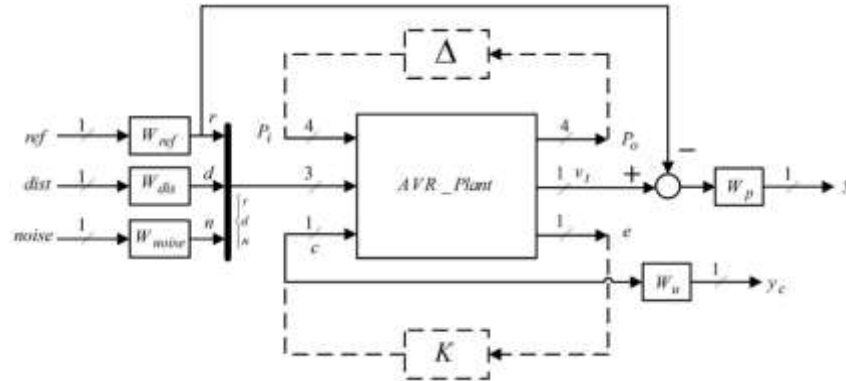 Δ
ref 1 W_ref r
P_i 4 4 P_o
−
dist 1 W_dis d 3 AVR_Plant 1 v_t + W_p 1
noise 1 W_noise n
r
d
n
1 c 1 e
W_u 1 y_c
K